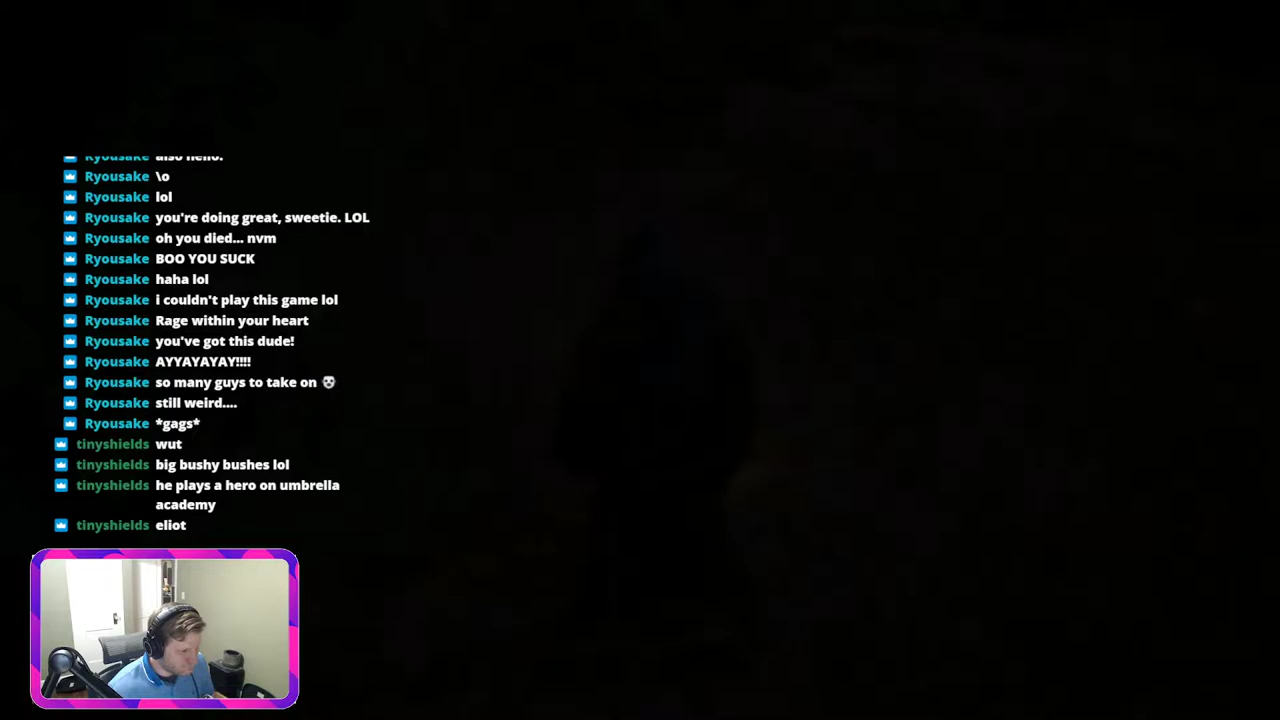 Ryousake also hello.
Ryousake \o
Ryousake lol
Ryousake you're doing great, sweetie. LOL
Ryousake oh you died... nvm
Ryousake BOO YOU SUCK
Ryousake haha lol
Ryousake i couldn't play this game lol
Ryousake Rage within your heart
Ryousake you've got this dude!
Ryousake AYYAYAYAY!!!!
Ryousake so many guys to take on 💀
Ryousake still weird....
Ryousake *gags*
tinyshields wut
tinyshields big bushy bushes lol
tinyshields he plays a hero on umbrella
academy
tinyshields eliot